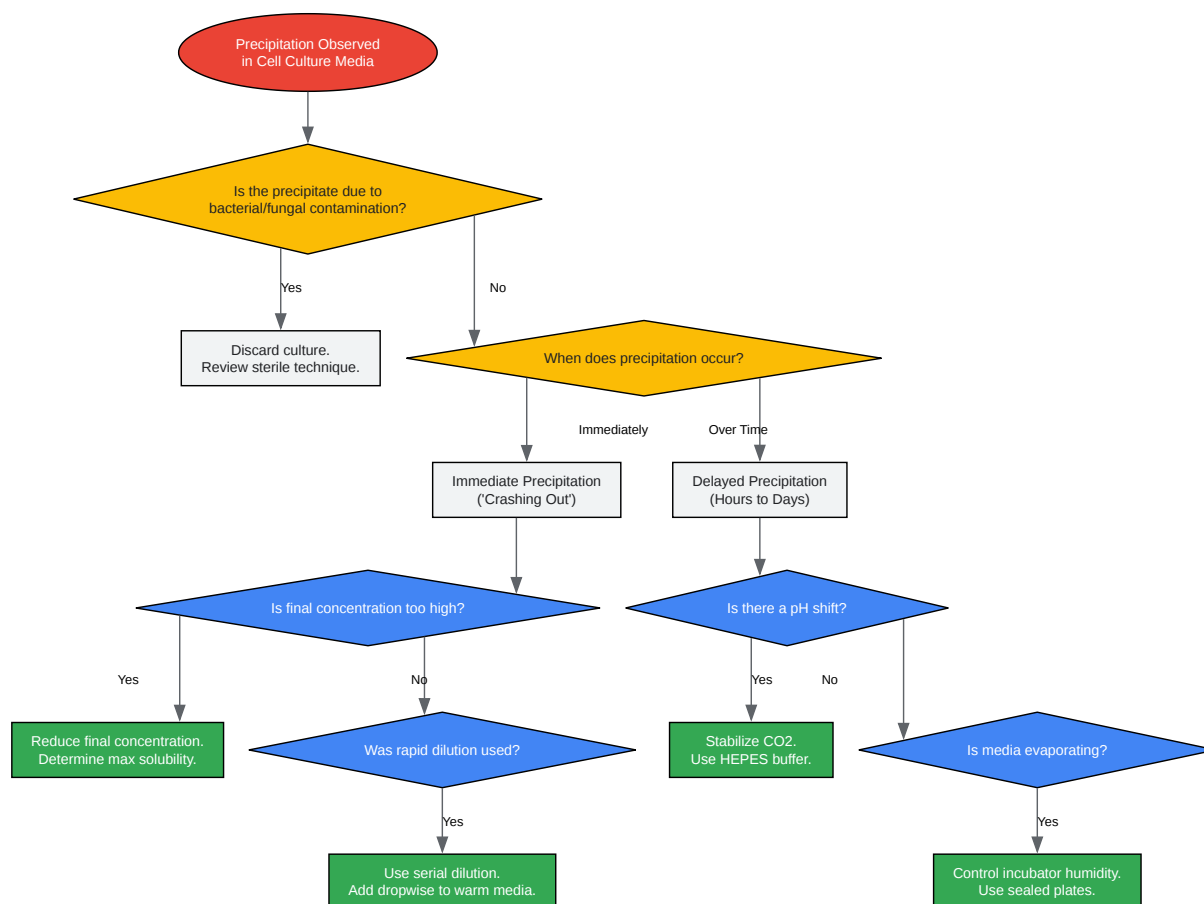 Precipitation Observed
in Cell Culture Media
Is the precipitate due to
bacterial/fungal contamination?
Yes
No
Discard culture.
Review sterile technique.
When does precipitation occur?
Immediately
Over Time
Immediate Precipitation
('Crashing Out')
Delayed Precipitation
(Hours to Days)
Is final concentration too high?
Is there a pH shift?
Yes
No
Yes
No
Reduce final concentration.
Determine max solubility.
Was rapid dilution used?
Stabilize CO2.
Use HEPES buffer.
Is media evaporating?
Yes
Yes
Use serial dilution.
Add dropwise to warm media.
Control incubator humidity.
Use sealed plates.